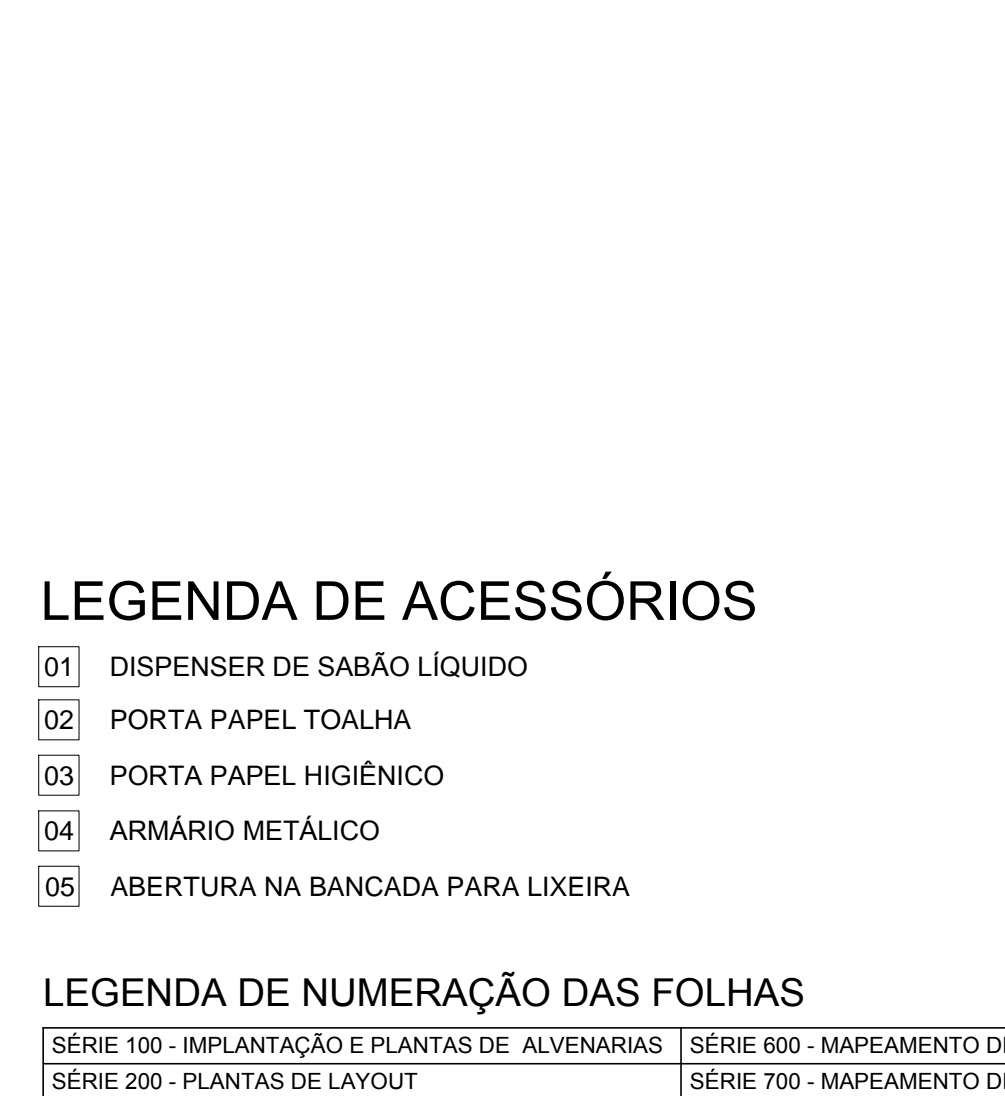 LEGENDA DE ACESSÓRIOS
01 DISPENSER DE SABÃO LÍQUIDO
02 PORTA PAPEL TOALHA
03 PORTA PAPEL HIGIÊNICO
04 ARMÁRIO METÁLICO
05 ABERTURA NA BANCADA PARA LIXEIRA
LEGENDA DE NUMERAÇÃO DAS FOLHAS
SÉRIE 100 - IMPLANTAÇÃO E PLANTAS DE ALVENARIAS SÉRIE 600 - MAPEAMENTO
SÉRIE 200 - PLANTAS DE LAYOUT SÉRIE 700 - MAPEAMENTO